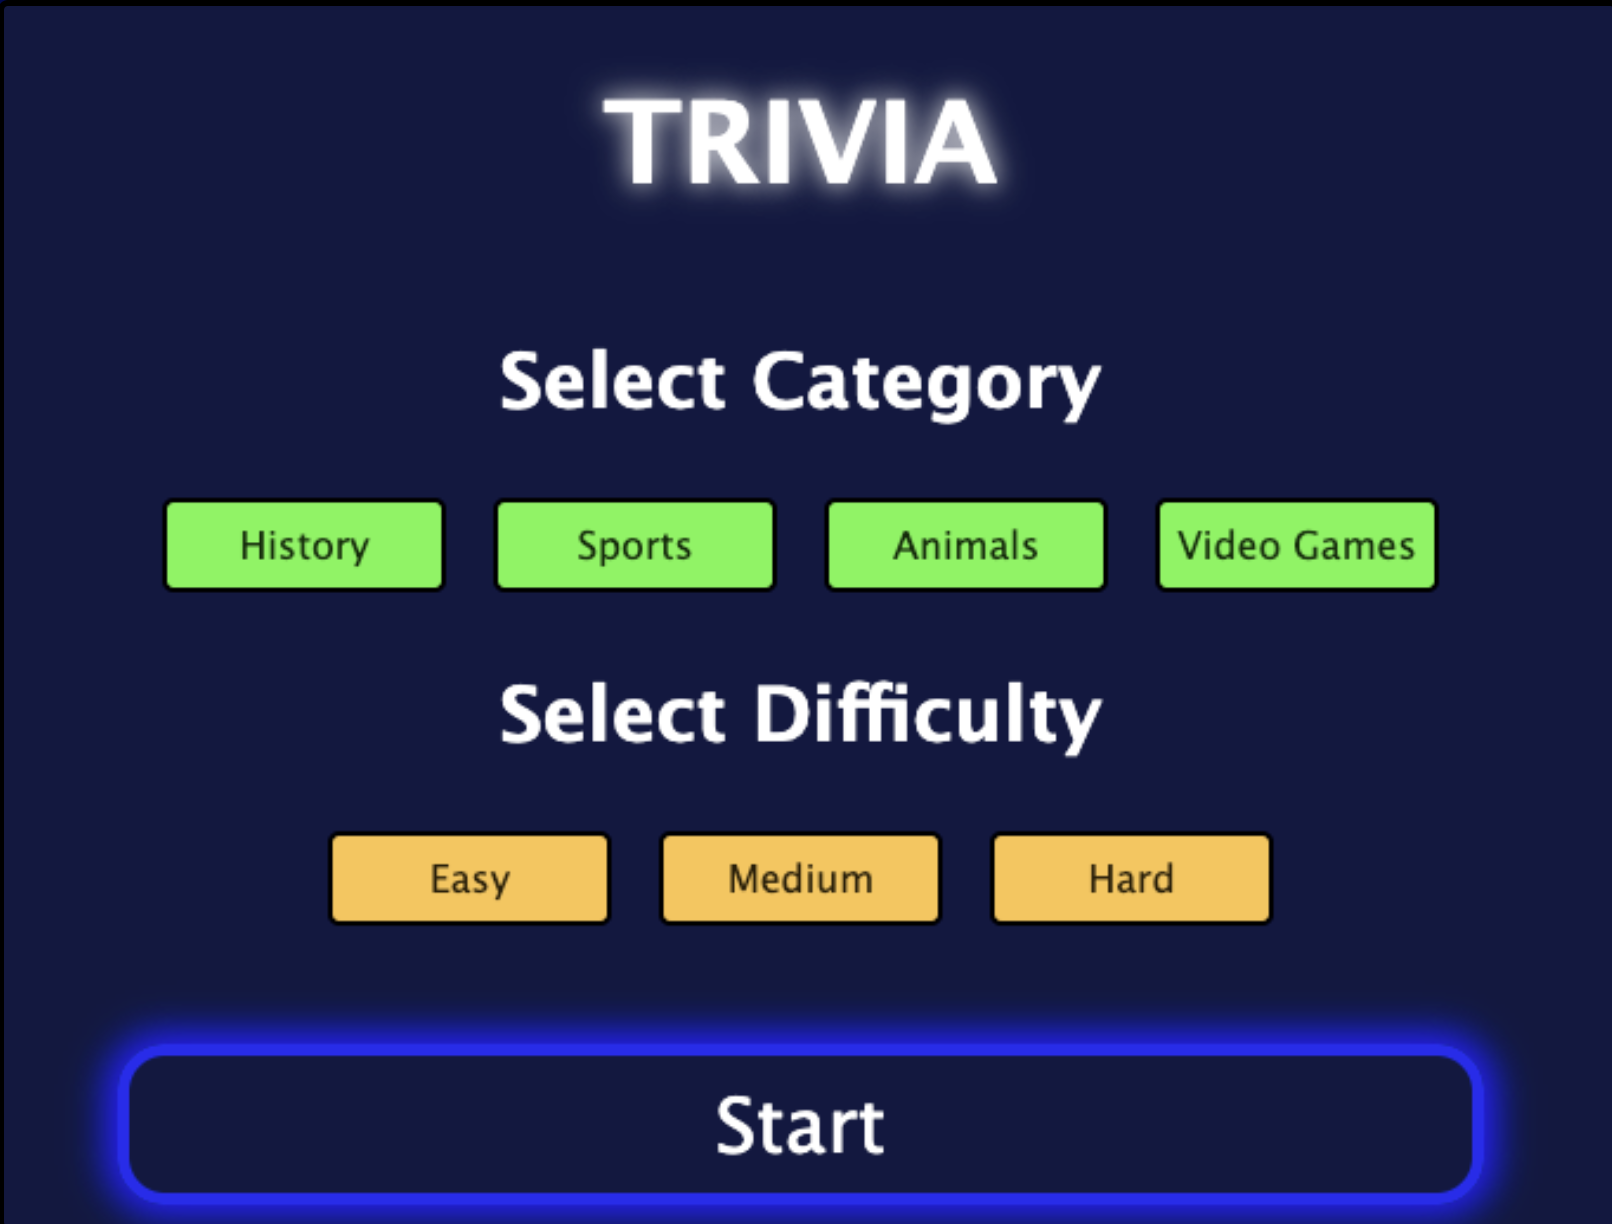 TRIVIA
Select Category
History Sports Animals Video Games
Select Difficulty
Easy Medium Hard
Start